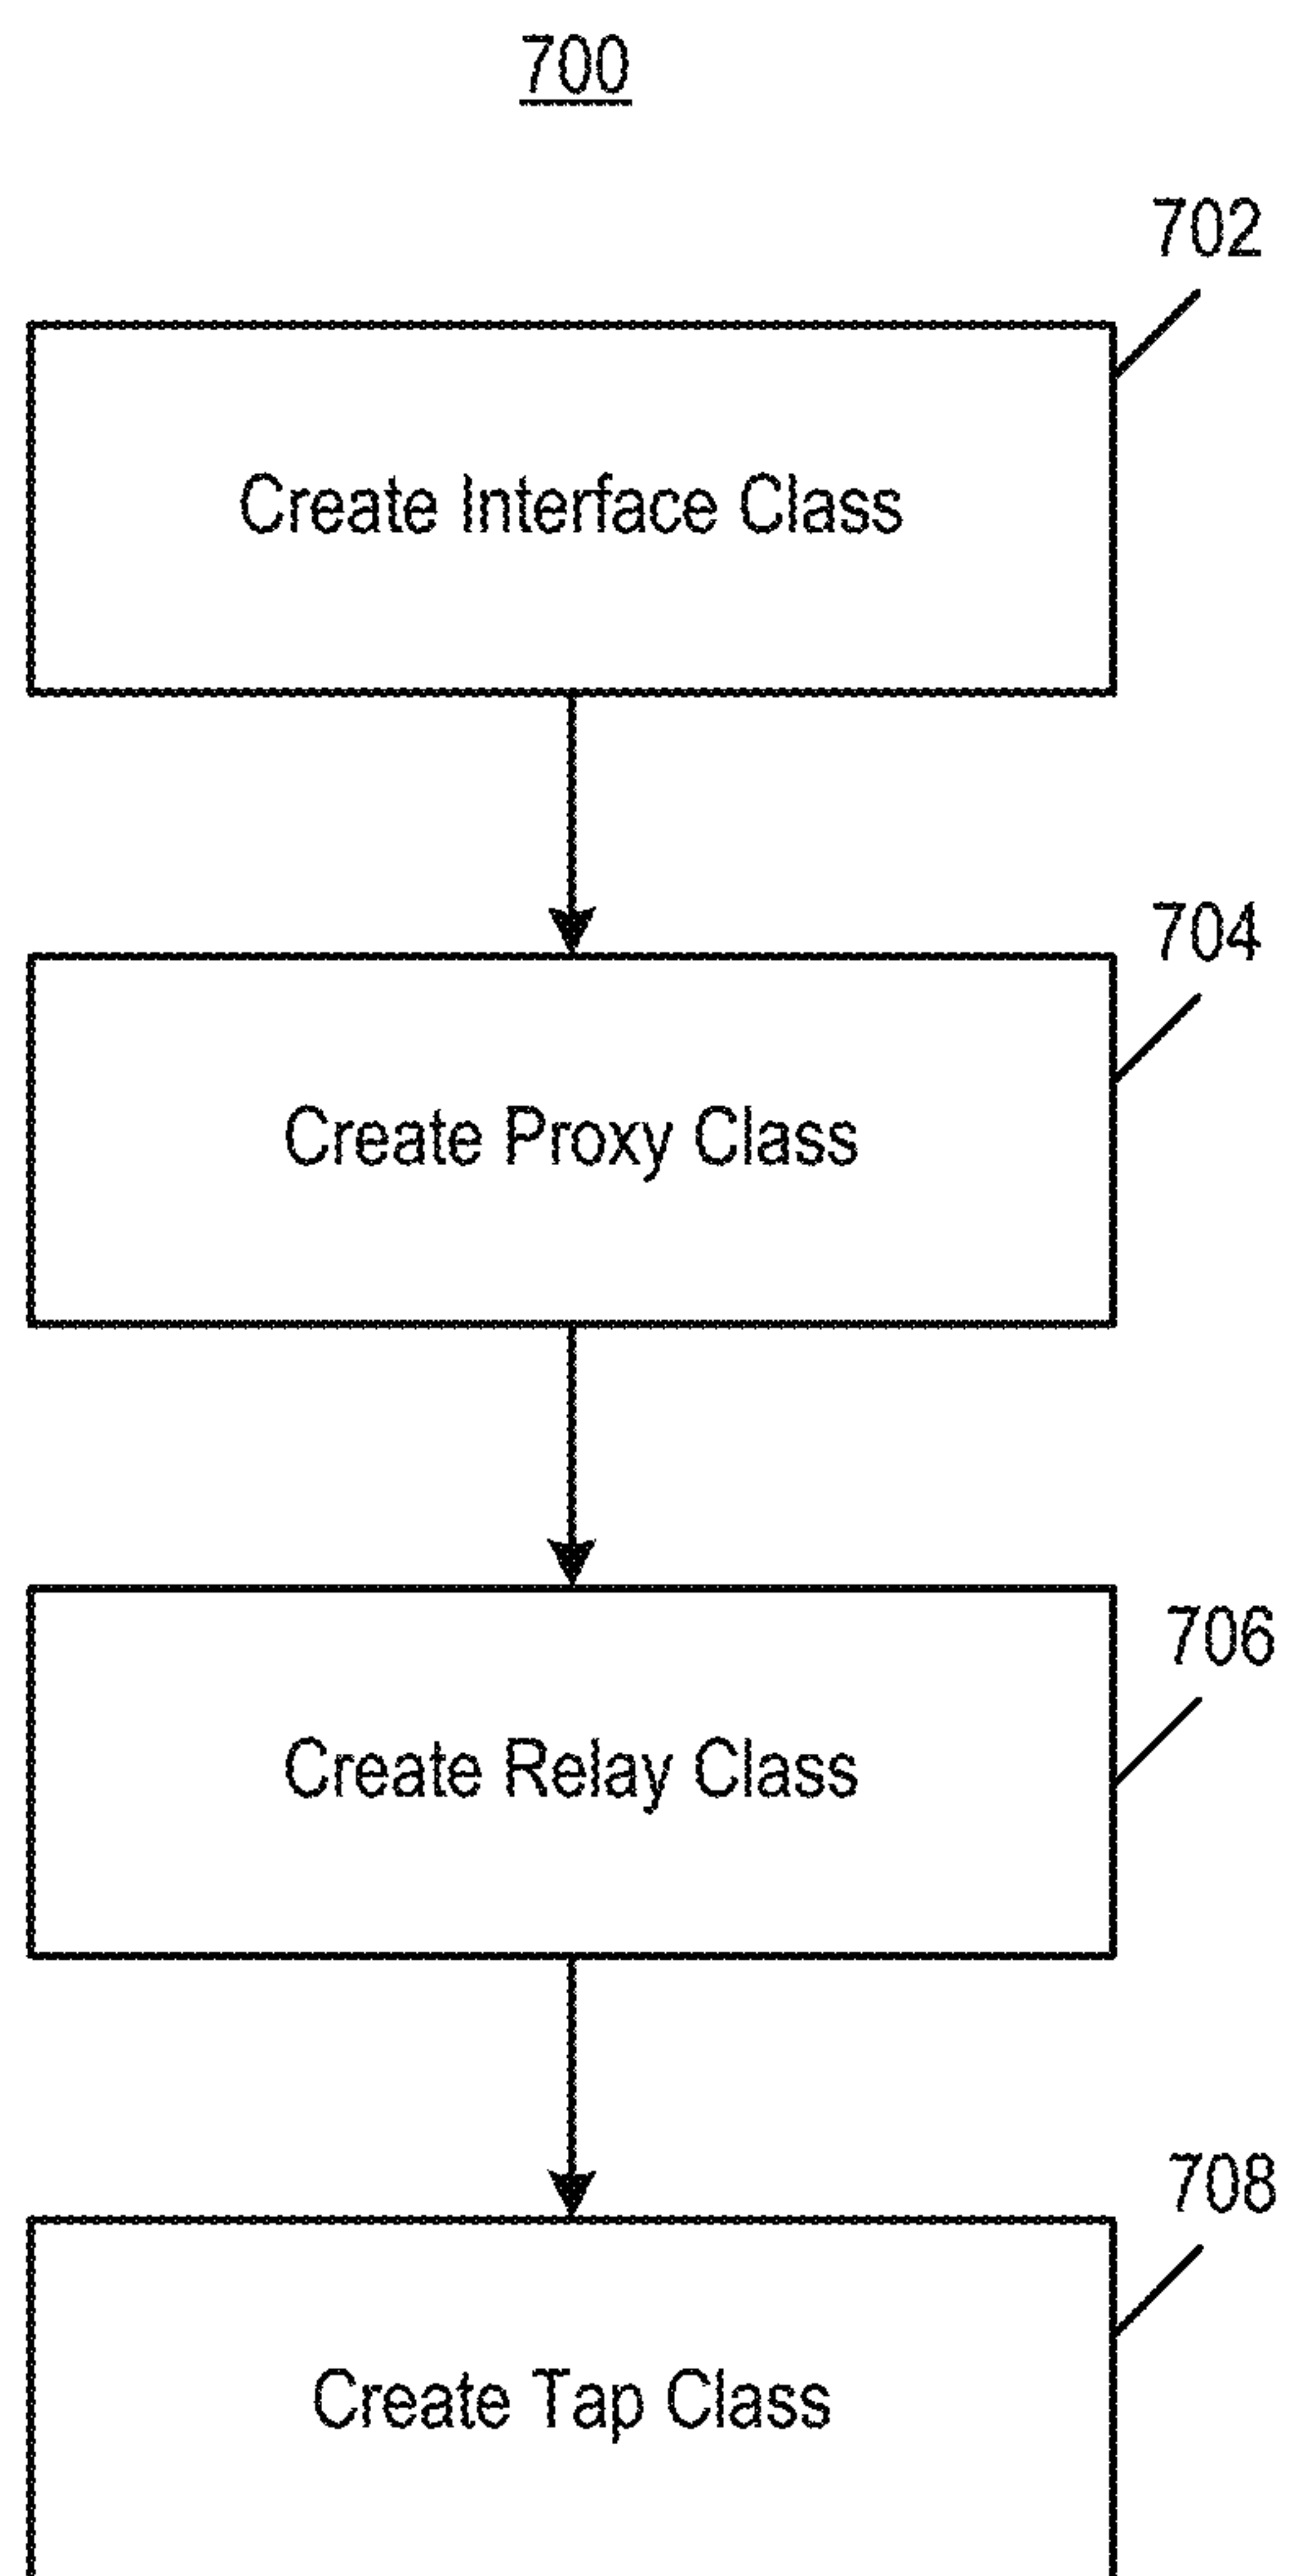 700
702
Create Interface Class
704
Create Proxy Class
706
Create Relay Class
708
Create Tap Class